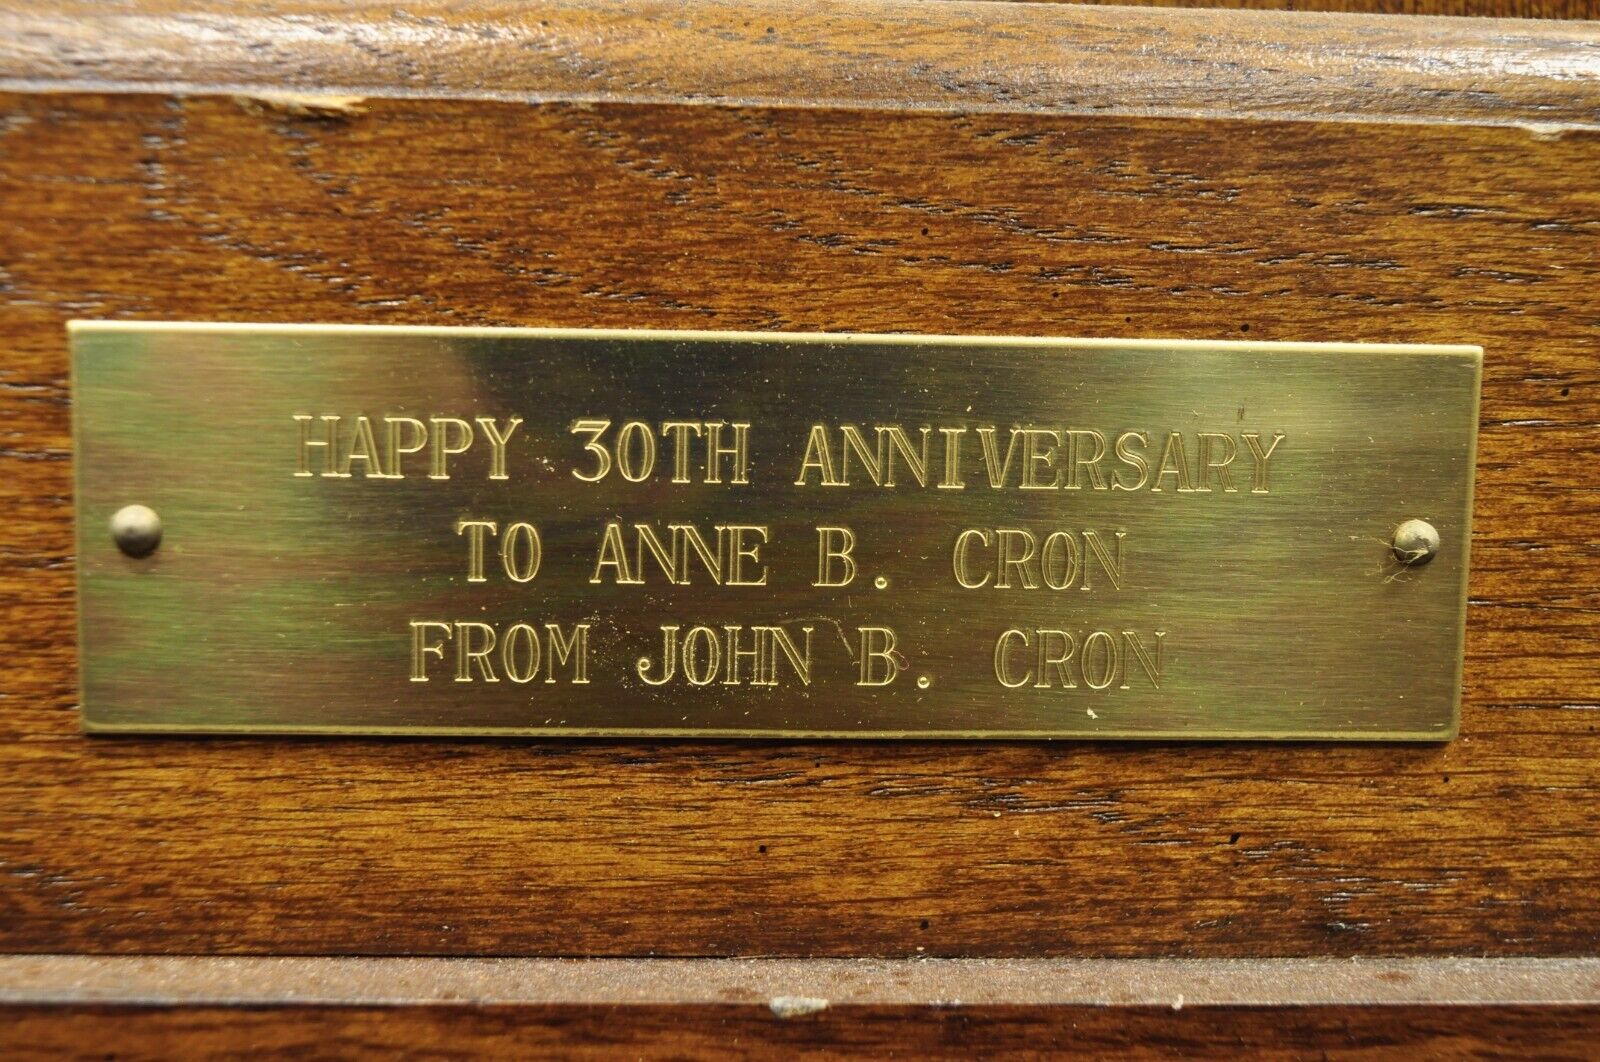 HAPPY 30TH ANNIVERSARY
TO ANNE B. CRON
FROM JOHN B. CRON